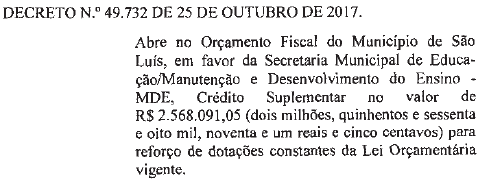 DECRETO N.º 49.732 DE 25 DE OUTUBRO DE 2017.
Abre no Orçamento Fiscal do Município de São
Luís, em favor da Secretaria Municipal de Educa-
ção/Manutenção e Desenvolvimento do Ensino -
MDE, Crédito Suplementar no valor de
R$ 2.568.091,05 (dois milhões, quinhentos e sessenta
e oito mil, noventa e um reais e cinco centavos) para
reforço de dotações constantes da Lei Orçamentária
vigente.